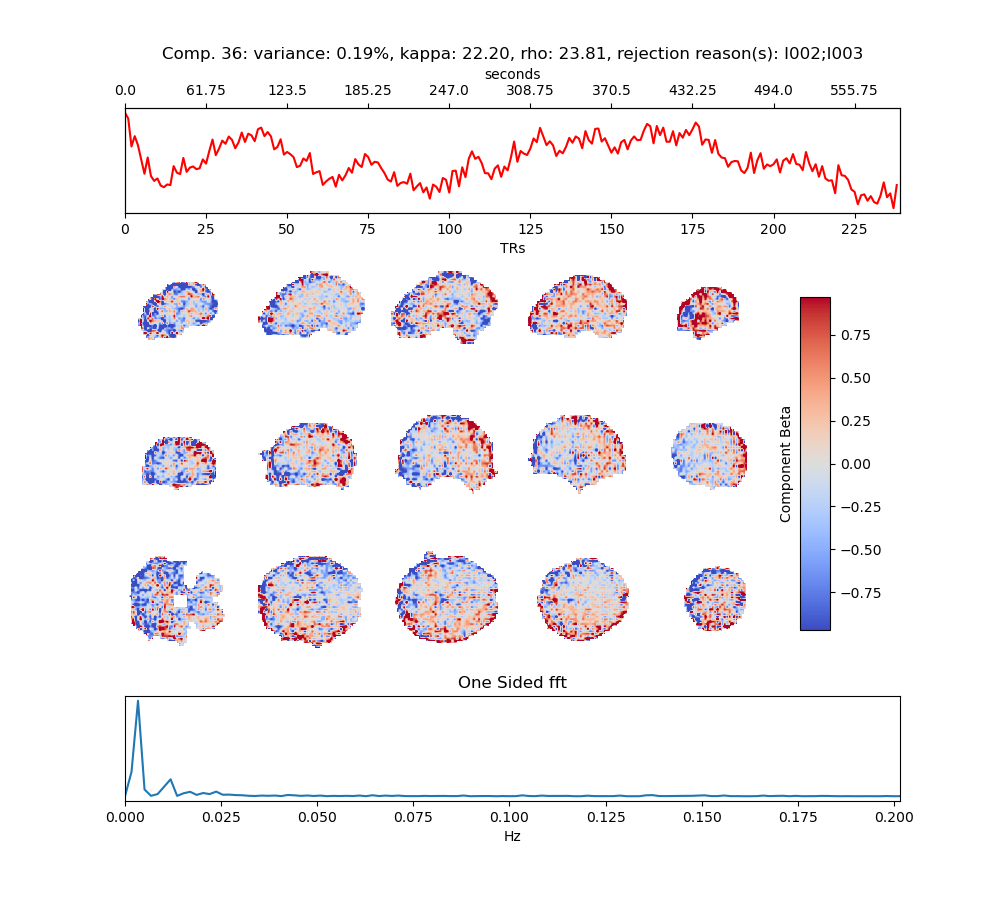 Comp. 36: variance: 0.19%, kappa: 22.20, rho: 23.81, rejection reason(s): I002;I003
seconds
0.0 61.75 123.5 185.25 247.0 308.75 370.5 432.25 494.0 555.75
0 25 50 75 100 125 150 175 200 225
TRs
0.75
0.50
0.25
0.00
−0.25
−0.50
−0.75
Component Beta
One Sided fft
0.000 0.025 0.050 0.075 0.100 0.125 0.150 0.175 0.200
Hz